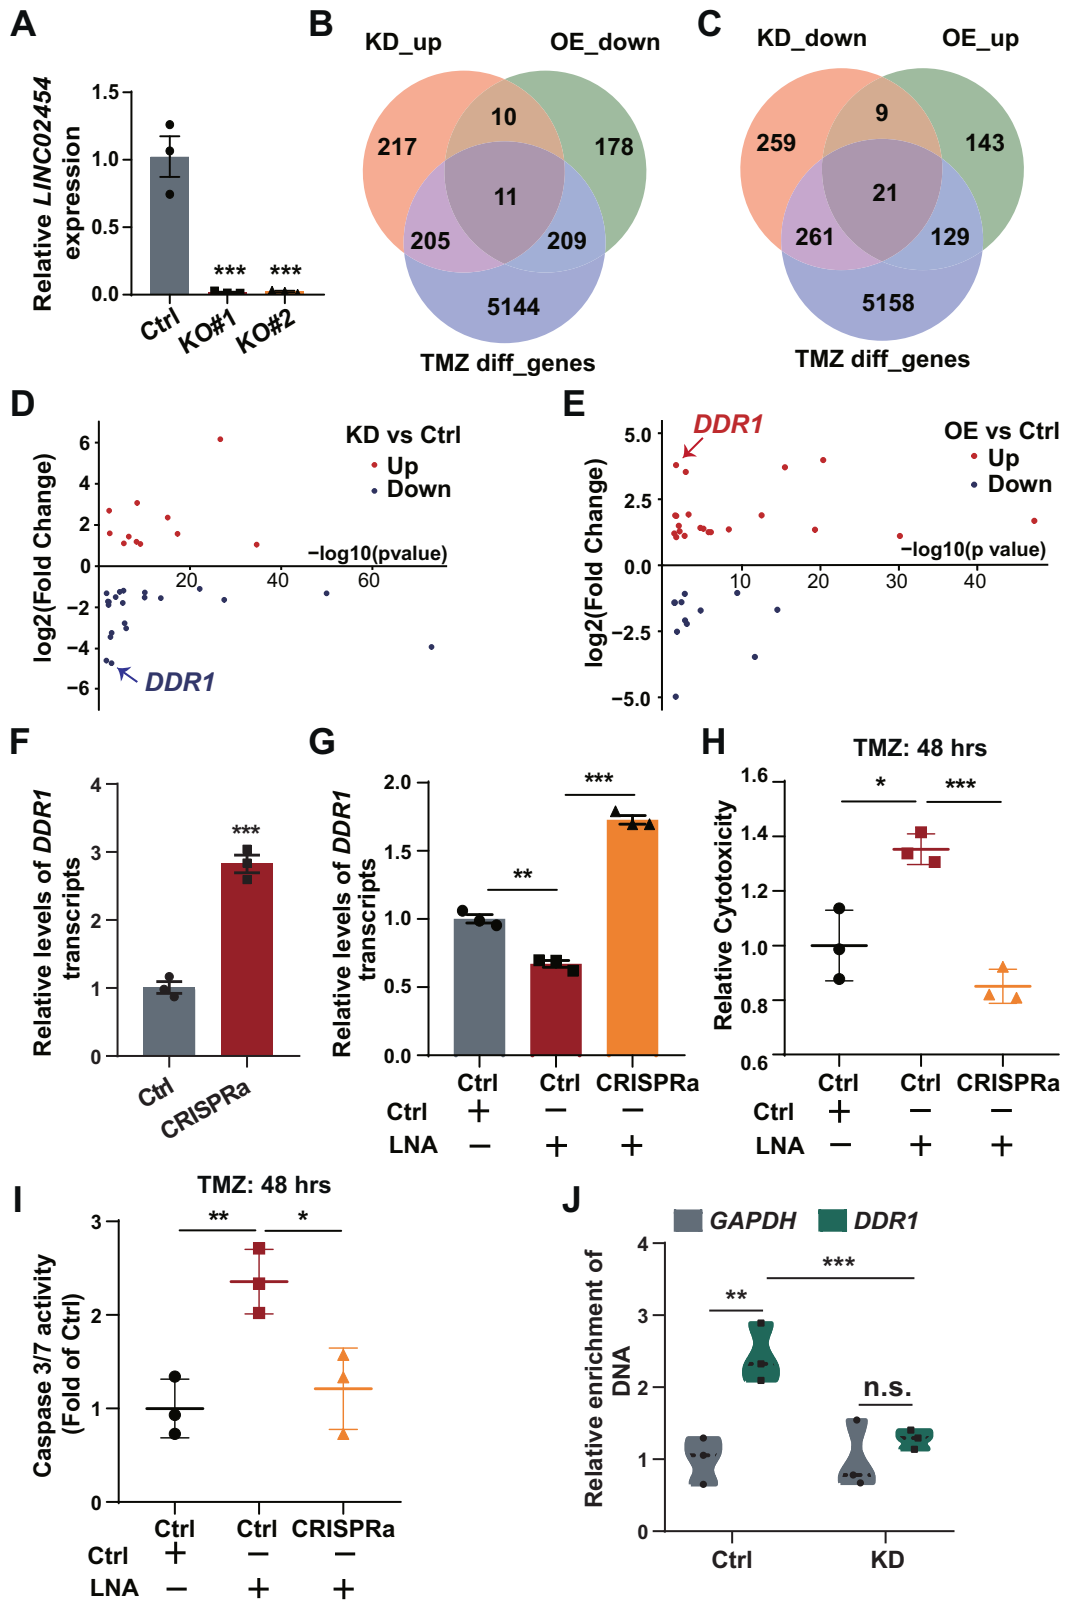 A
Relative LINC02454
expression
1.5
1.0
0.5
0.0
***
***
Ctrl
KO#1
KO#2
B
KD_up
OE_down
10
217
178
11
205
209
5144
TMZ diff_genes
C
KD_down
OE_up
9
259
143
21
261
129
5158
TMZ diff_genes
D
log2(Fold Change)
6
4
2
0
−2
−4
−6
KD vs Ctrl
Up
Down
−log10(pvalue)
20
40
60
DDR1
E
log2(Fold Change)
5.0
2.5
0.0
−2.5
−5.0
DDR1
OE vs Ctrl
Up
Down
−log10(p value)
10
20
30
40
F
Relative levels of DDR1
transcripts
4
3
2
1
0
***
Ctrl
CRISPRa
G
Relative levels of DDR1
transcripts
2.0
1.5
1.0
0.5
0.0
**
***
Ctrl
Ctrl
CRISPRa
Ctrl + − −
LNA − + +
H
TMZ: 48 hrs
Relative Cytotoxicity
1.6
1.4
1.2
1.0
0.8
0.6
*
***
Ctrl
Ctrl
CRISPRa
Ctrl + − −
LNA − + +
I
TMZ: 48 hrs
Caspase 3/7 activity
(Fold of Ctrl)
3
2
1
0
**
*
Ctrl
Ctrl
CRISPRa
Ctrl + − −
LNA − + +
J
GAPDH
DDR1
Relative enrichment of
DNA
4
3
2
1
0
**
***
n.s.
Ctrl
KD